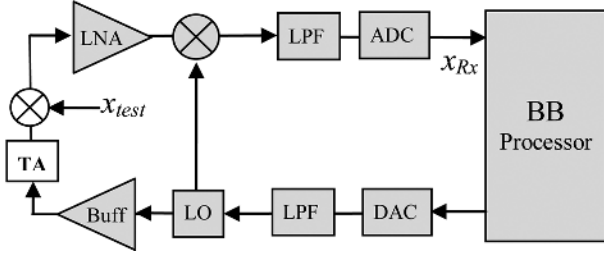 LNA
LPF
ADC
x_Rx
BB
Processor
x_test
TA
Buff
LO
LPF
DAC